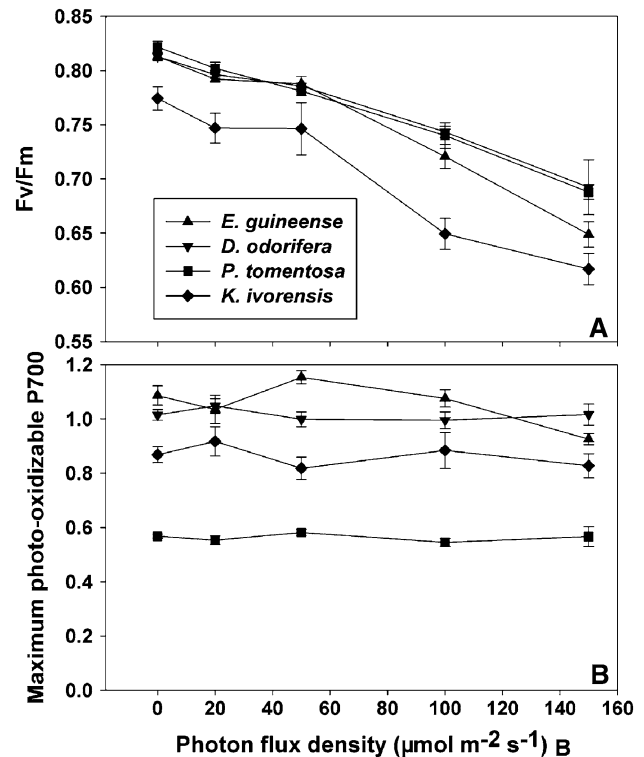 0.85
0.80
0.75
0.70
0.65
0.60
0.55
Fv/Fm
E. guineense
D. odorifera
P. tomentosa
K. ivorensis
A
1.2
1.0
0.8
0.6
0.4
0.2
0.0
Maximum photo-oxidizable P700
B
0 20 40 60 80 100 120 140 160
Photon flux density (µmol m-2 s-1) B